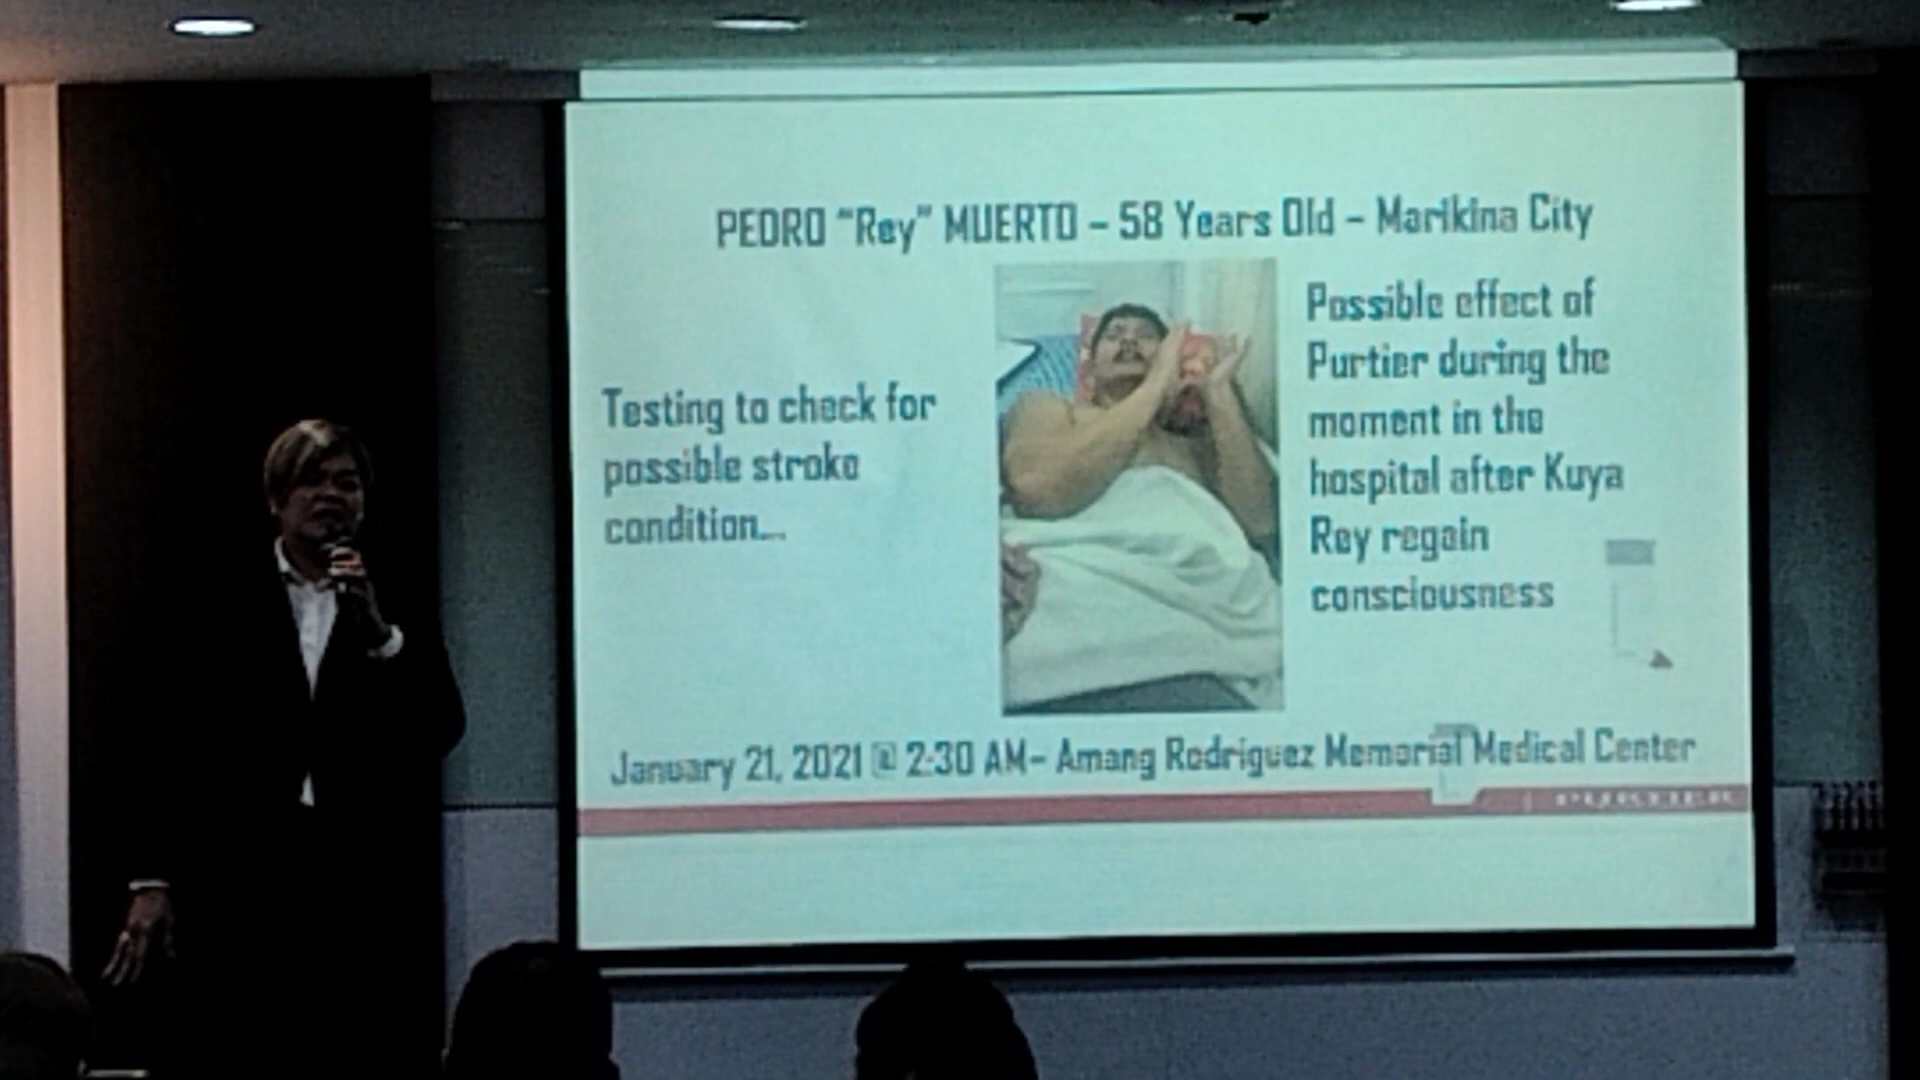 PEDRO "Rey" MUERTO – 58 Years Old – Marikina City
Testing to check for
possible stroke
condition...
Possible effect of
Purtier during the
moment in the
hospital after Kuya
Rey regain
consciousness
January 21, 2021 @ 2:30 AM– Amang Rodriguez Memorial Medical Center
PURTIER